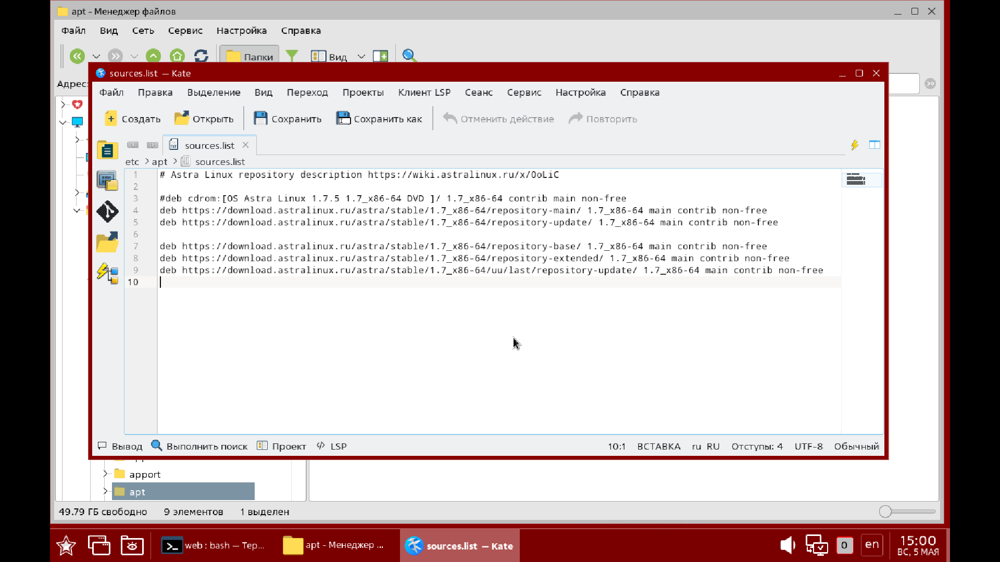 apt - Менеджер файлов
Файл Вид Сеть Сервис Настройка Справка
Папки Вид
Адрес:
sources.list — Kate
Файл Правка Выделение Вид Переход Проекты Клиент LSP Сеанс Сервис Настройка Справка
Создать Открыть Сохранить Сохранить как Отменить действие Повторить
sources.list
etc > apt > sources.list
1 # Astra Linux repository description https://wiki.astralinux.ru/x/0oLiC
2
3 #deb cdrom:[OS Astra Linux 1.7.5 1.7_x86-64 DVD ]/ 1.7_x86-64 contrib main non-free
4 deb https://download.astralinux.ru/astra/stable/1.7_x86-64/repository-main/ 1.7_x86-64 main contrib non-free
5 deb https://download.astralinux.ru/astra/stable/1.7_x86-64/repository-update/ 1.7_x86-64 main contrib non-free
6
7 deb https://download.astralinux.ru/astra/stable/1.7_x86-64/repository-base/ 1.7_x86-64 main contrib non-free
8 deb https://download.astralinux.ru/astra/stable/1.7_x86-64/repository-extended/ 1.7_x86-64 main contrib non-free
9 deb https://download.astralinux.ru/astra/stable/1.7_x86-64/uu/last/repository-update/ 1.7_x86-64 main contrib non-free
10
Вывод Выполнить поиск Проект LSP 10:1 ВСТАВКА ru_RU Отступы: 4 UTF-8 Обычный
apport
apt
49.79 ГБ свободно 9 элементов 1 выделен
web : bash — Тер... apt - Менеджер ... sources.list — Kate 0 en 15:00
ВС, 5 МАЯ